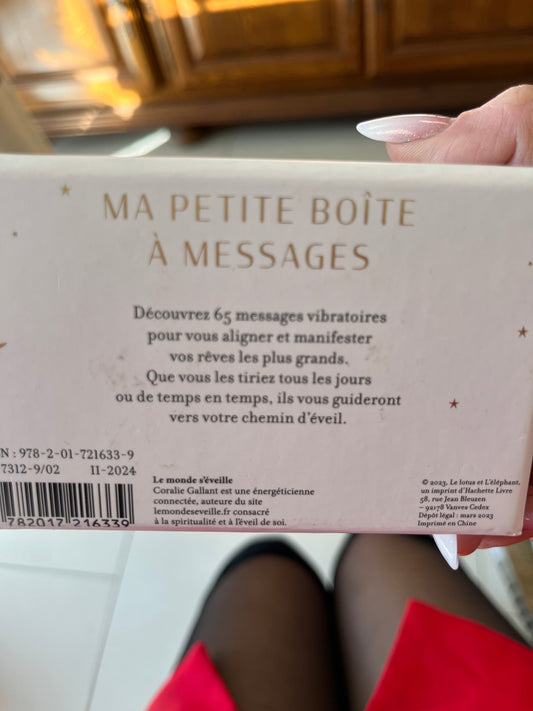 MA PETITE BOÎTE
À MESSAGES
Découvrez 65 messages vibratoires
pour vous aligner et manifester
vos rêves les plus grands.
Que vous les tiriez tous les jours
ou de temps en temps, ils vous guideront
vers votre chemin d'éveil.
N : 978-2-01-721633-9
7312-9/02 11-2024
782017 216339
Le monde s'éveille
Coralie Gallant est une énergéticienne
connectée, auteure du site
lemondeseveille.fr consacré
à la spiritualité et à l'éveil de soi.
© 2023, Le lotus et L'éléphant,
un imprint d'Hachette Livre
58, rue Jean Bleuzen
– 92178 Vanves Cedex
Dépôt légal : mars 2023
Imprimé en Chine